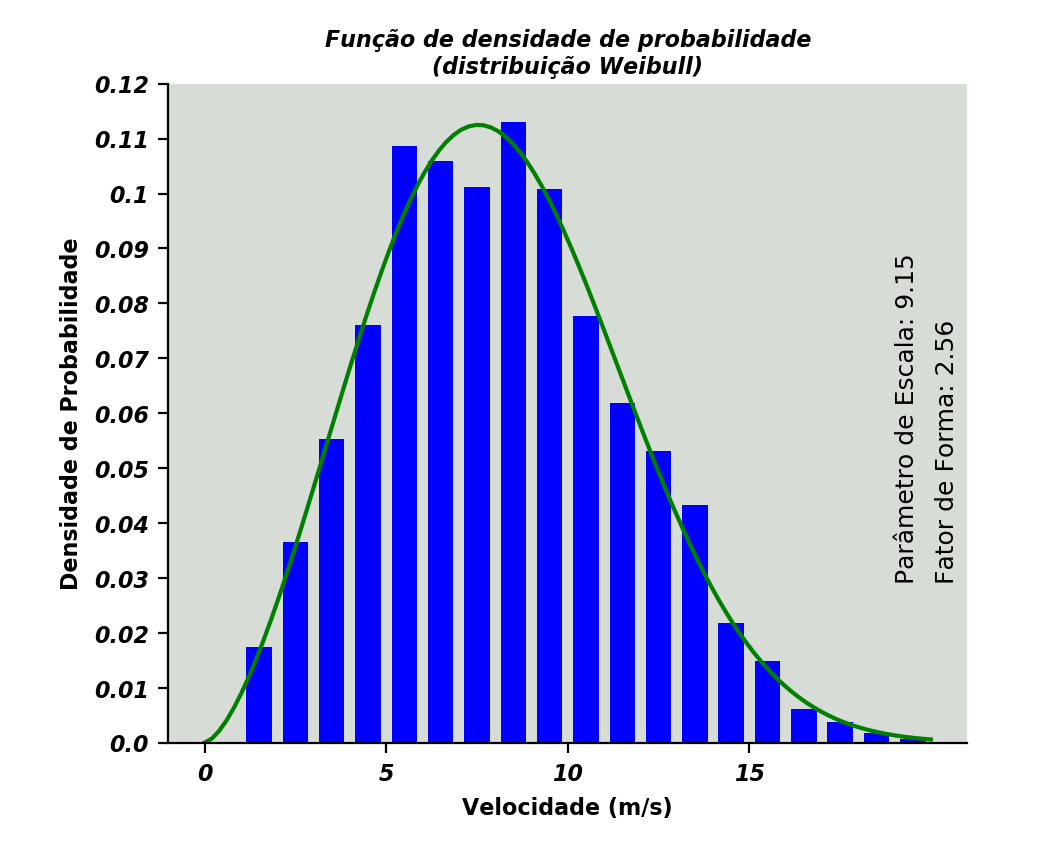 Função de densidade de probabilidade
(distribuição Weibull)
0.12
0.11
0.1
0.09
0.08
0.07
0.06
0.05
0.04
0.03
0.02
0.01
0.0
Densidade de Probabilidade
Parâmetro de Escala: 9.15
Fator de Forma: 2.56
0 5 10 15
Velocidade (m/s)